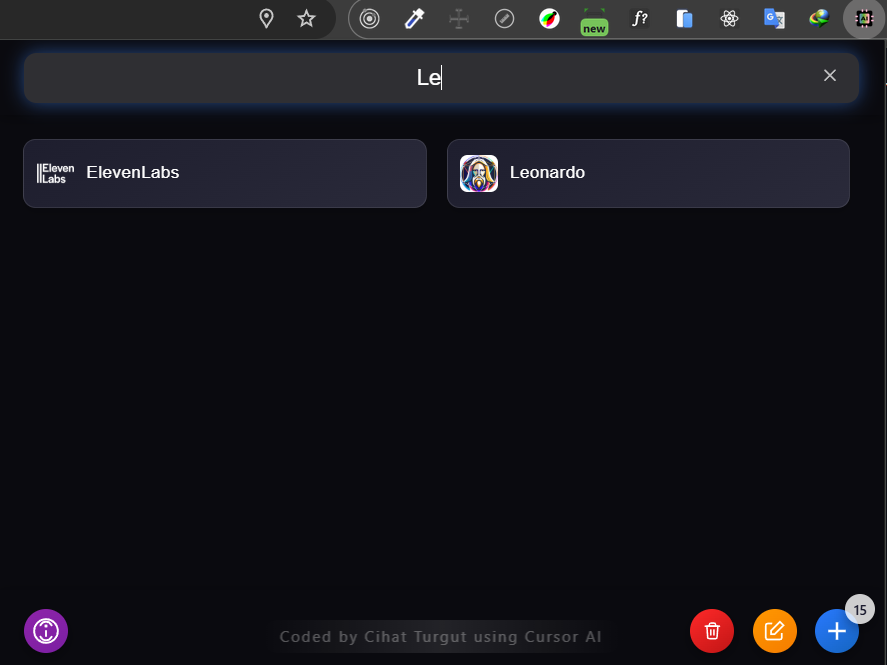 f?
new
AI
Le
Eleven
Labs
ElevenLabs
Leonardo
15
Coded by Cihat Turgut using Cursor AI